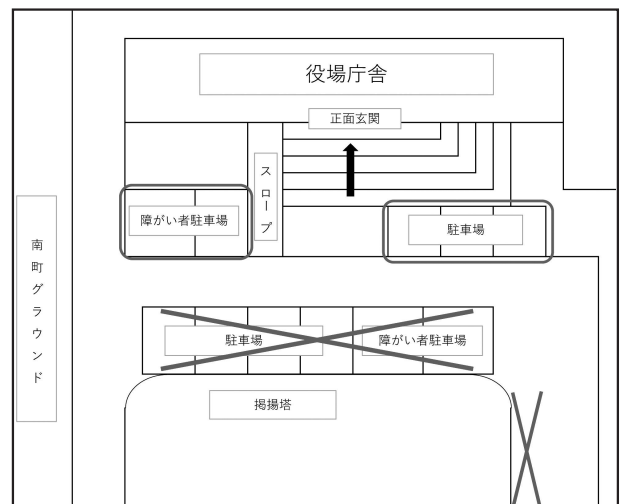 役場庁舎
正面玄関
スロープ
障がい者駐車場
駐車場
南町グラウンド
駐車場
障がい者駐車場
掲揚塔